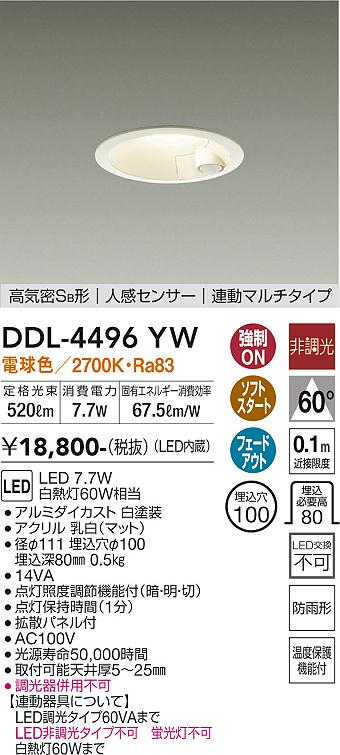 高気密SB形｜人感センサー｜連動マルチタイプ
DDL-4496 YW
電球色／2700K・Ra83
定格光束 消費電力 固有エネルギー消費効率
520ℓm 7.7W 67.5ℓm/W
¥18,800-(税抜) (LED内蔵)
LED
LED 7.7W
白熱灯60W相当
●アルミダイカスト 白塗装
●アクリル 乳白(マット)
●径φ111 埋込穴φ100
埋込深80mm 0.5kg
●14VA
●点灯照度調節機能付(暗・明・切)
●点灯保持時間(1分)
●拡散パネル付
●AC100V
●光源寿命50,000時間
●取付可能天井厚5〜25mm
●調光器併用不可
【連動器具について】
LED調光タイプ60VAまで
LED非調光タイプ不可 蛍光灯不可
白熱灯60Wまで
強制
ON
非調光
ソフト
スタート
60°
フェード
アウト
0.1m
近接限度
埋込穴
100
埋込
必要高
80
LED交換
不可
防雨形
温度保護
機能付